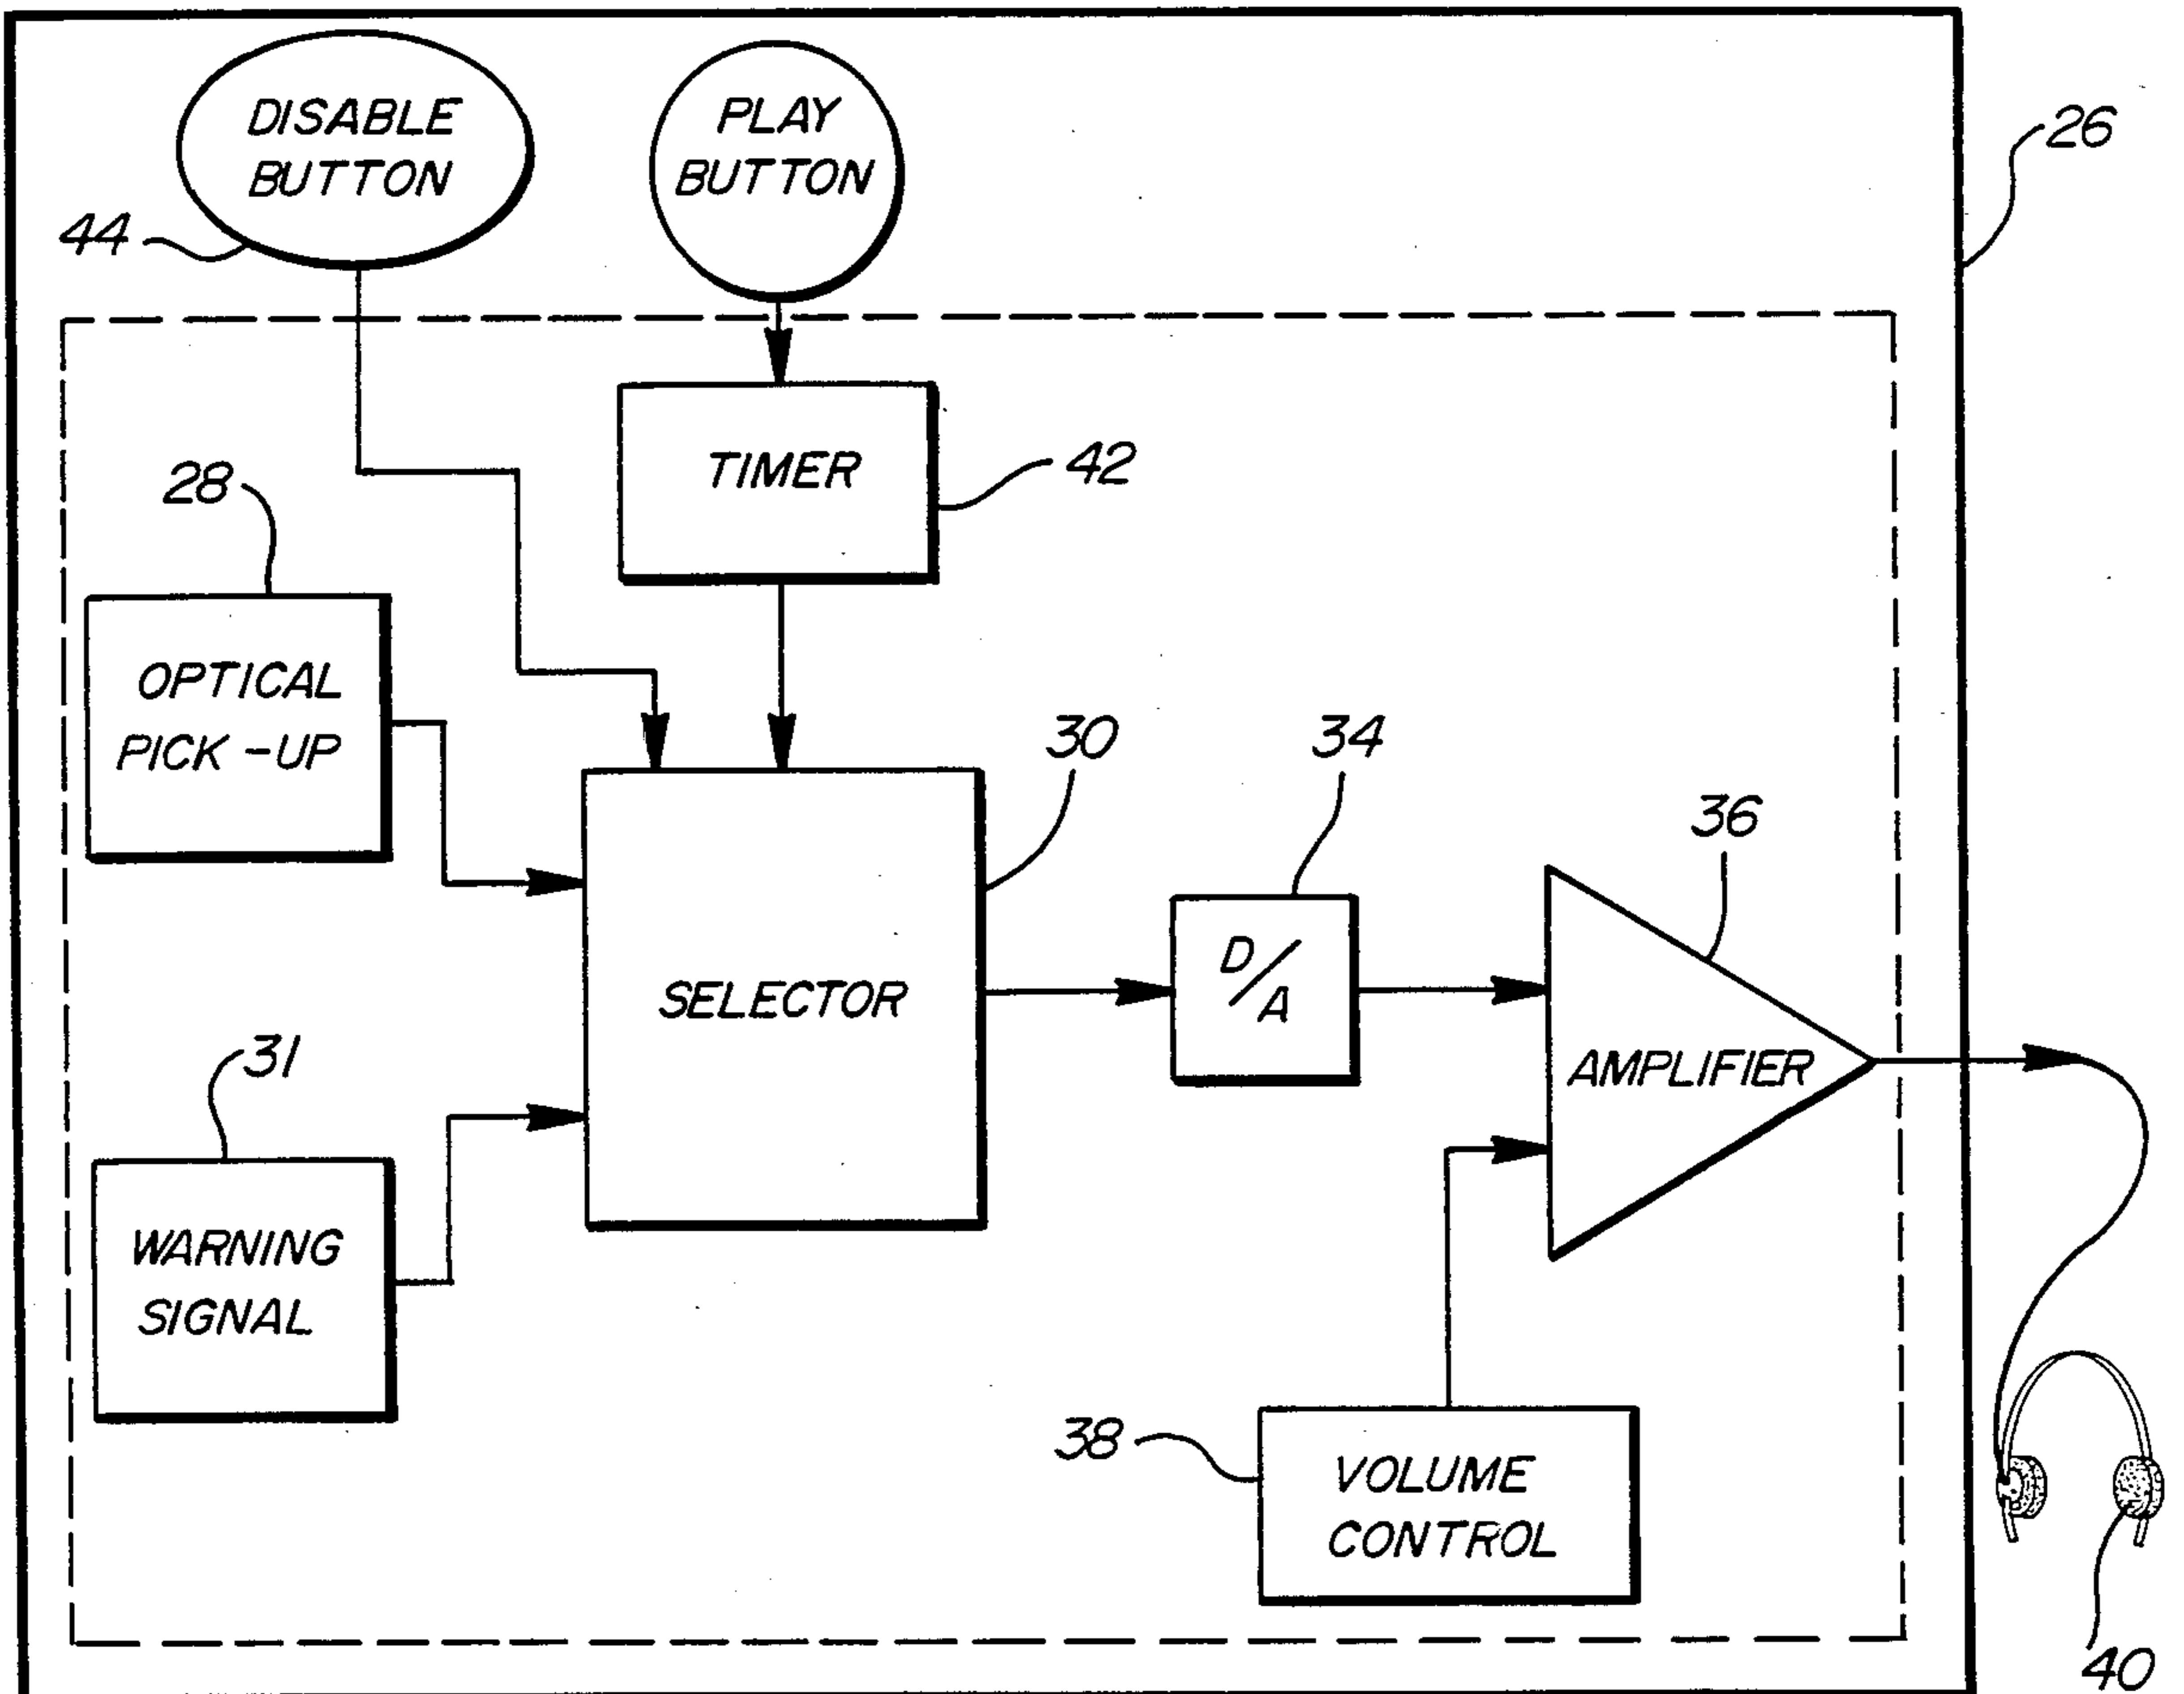 DISABLE
BUTTON
PLAY
BUTTON
26
44
TIMER
42
28
OPTICAL
PICK-UP
30
34
36
SELECTOR
D/A
AMPLIFIER
31
WARNING
SIGNAL
38
VOLUME
CONTROL
40